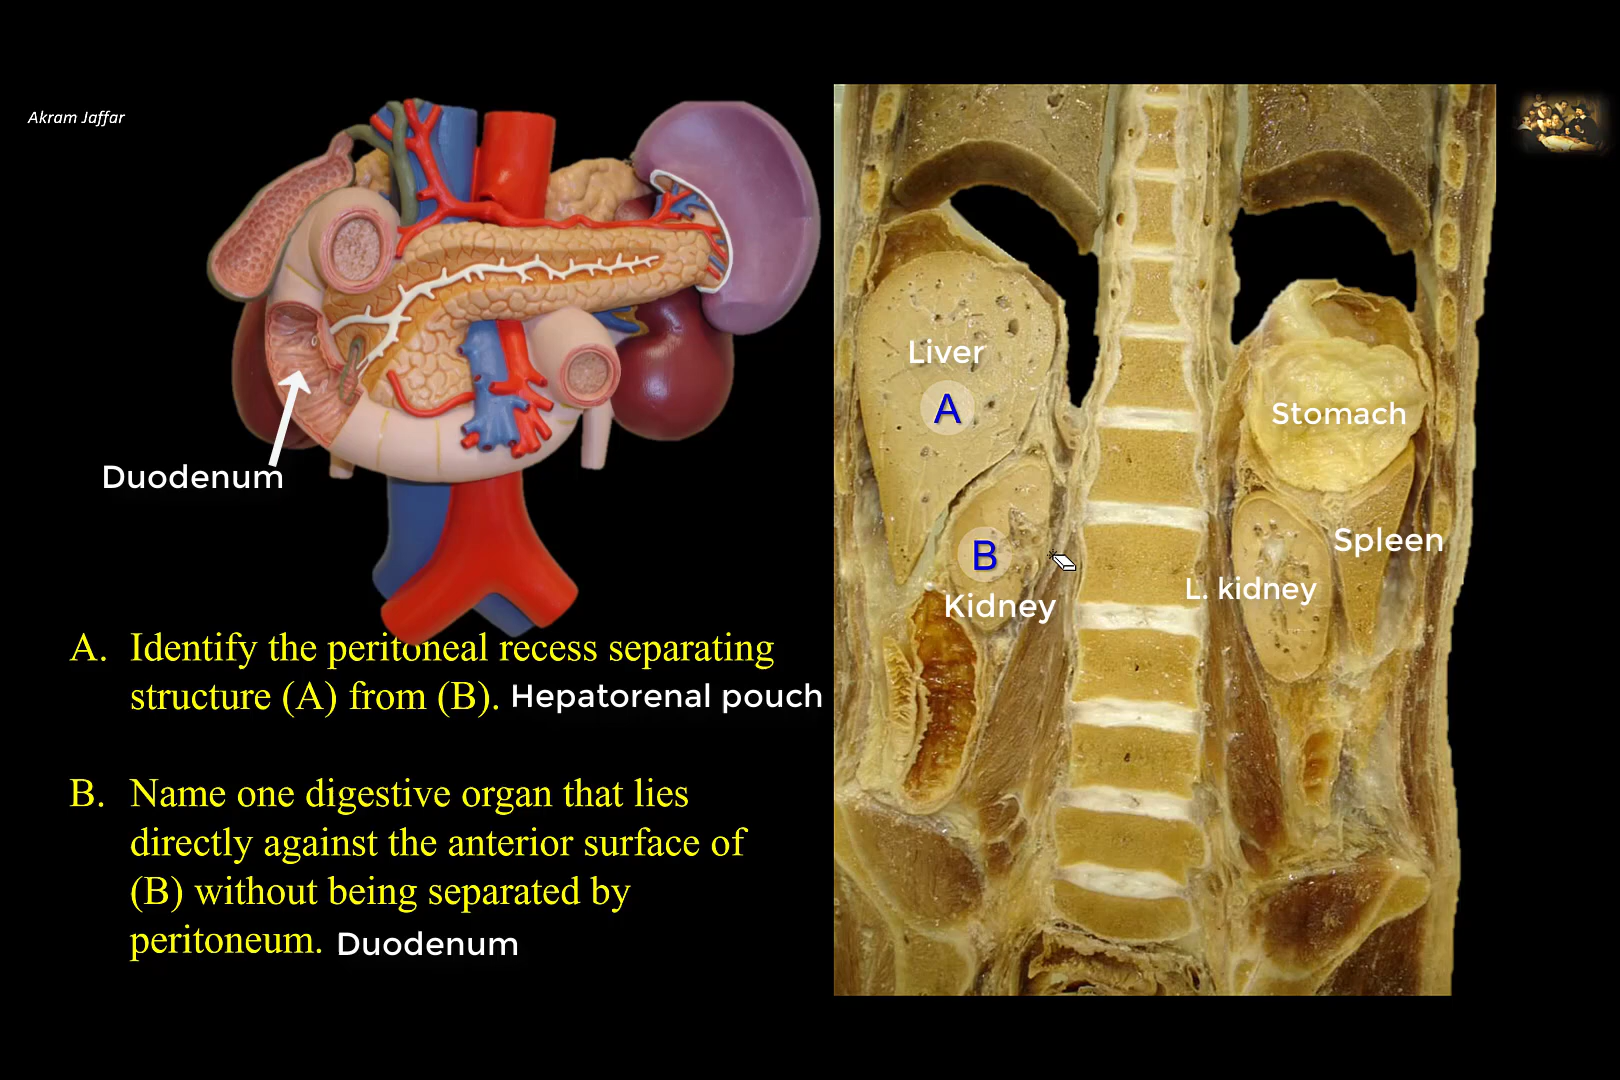 Akram Jaffar
Duodenum
A. Identify the peritoneal recess separating
structure (A) from (B). Hepatorenal pouch
B. Name one digestive organ that lies
directly against the anterior surface of
(B) without being separated by
peritoneum. Duodenum
Liver
A
Stomach
B
Spleen
Kidney
L. kidney